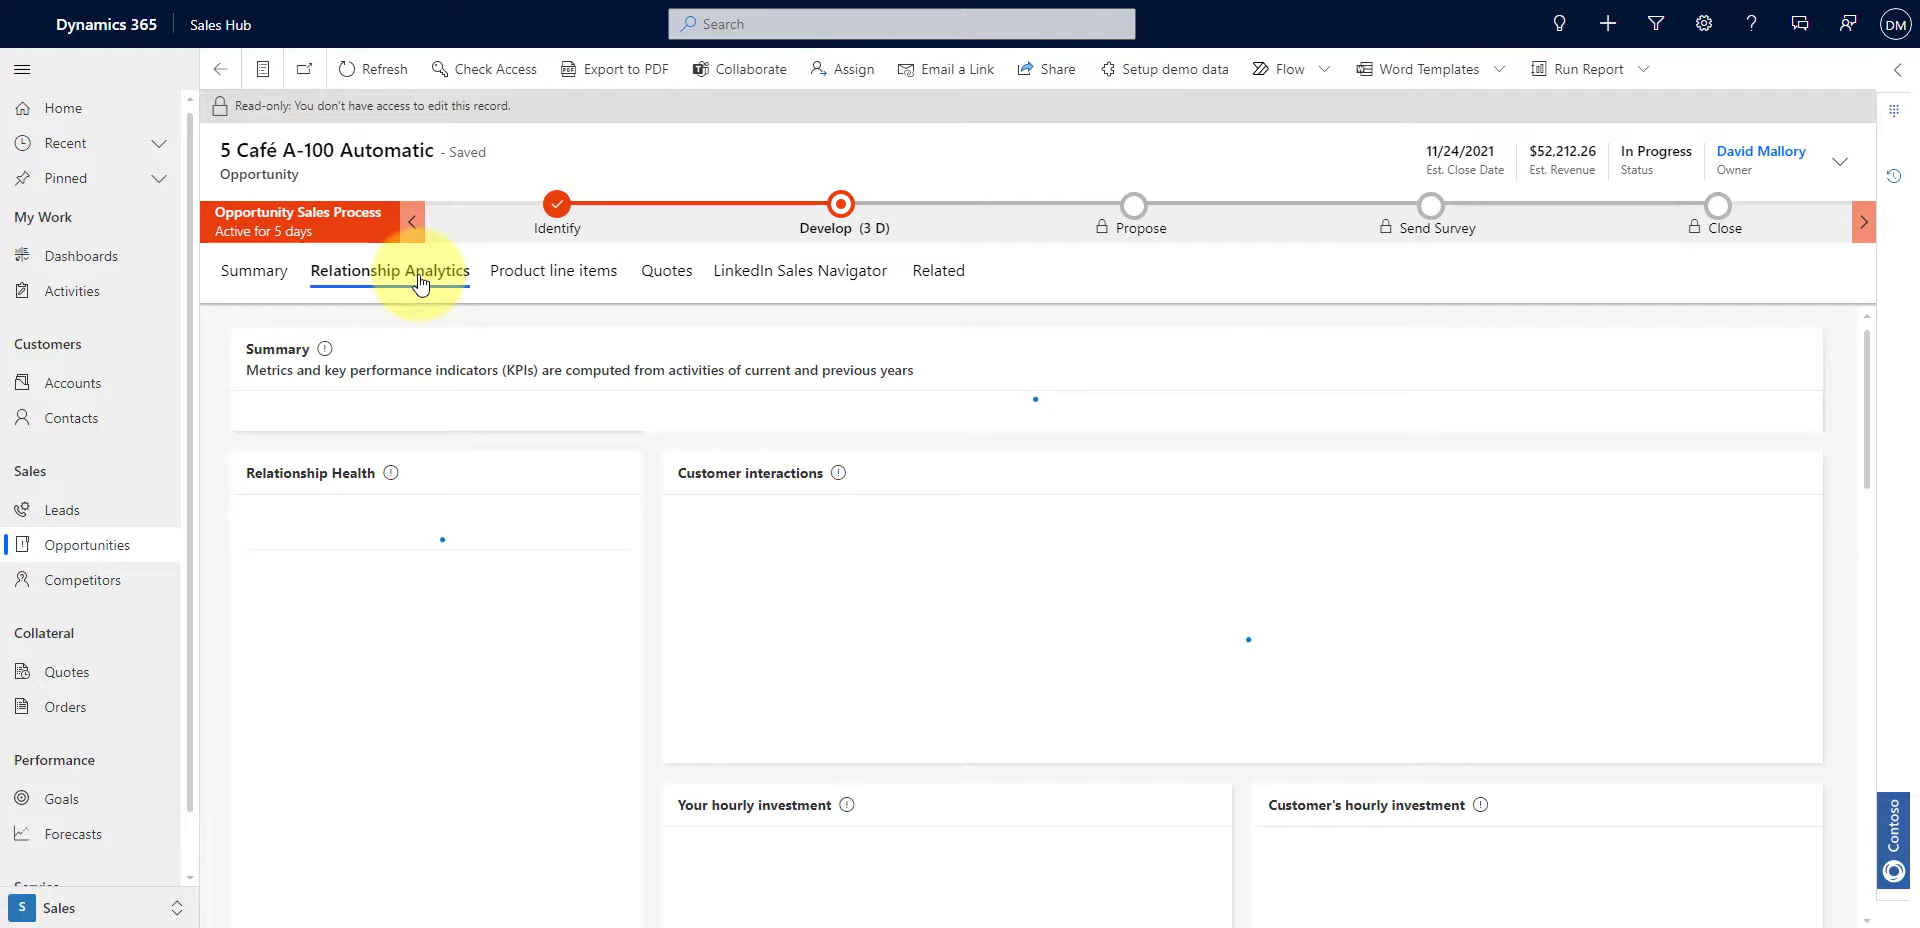 Dynamics 365
Sales Hub
Search
DM
Refresh
Check Access
Export to PDF
Collaborate
Assign
Email a Link
Share
Setup demo data
Flow
Word Templates
Run Report
Read-only: You don't have access to edit this record.
Home
Recent
Pinned
My Work
Dashboards
Activities
Customers
Accounts
Contacts
Sales
Leads
Opportunities
Competitors
Collateral
Quotes
Orders
Performance
Goals
Forecasts
S
Sales
5 Café A-100 Automatic - Saved
Opportunity
11/24/2021
Est. Close Date
$52,212.26
Est. Revenue
In Progress
Status
David Mallory
Owner
Opportunity Sales Process
Active for 5 days
Identify
Develop (3 D)
Propose
Send Survey
Close
Summary
Relationship Analytics
Product line items
Quotes
LinkedIn Sales Navigator
Related
Summary
Metrics and key performance indicators (KPIs) are computed from activities of current and previous years
Relationship Health
Customer interactions
Your hourly investment
Customer's hourly investment
Contoso